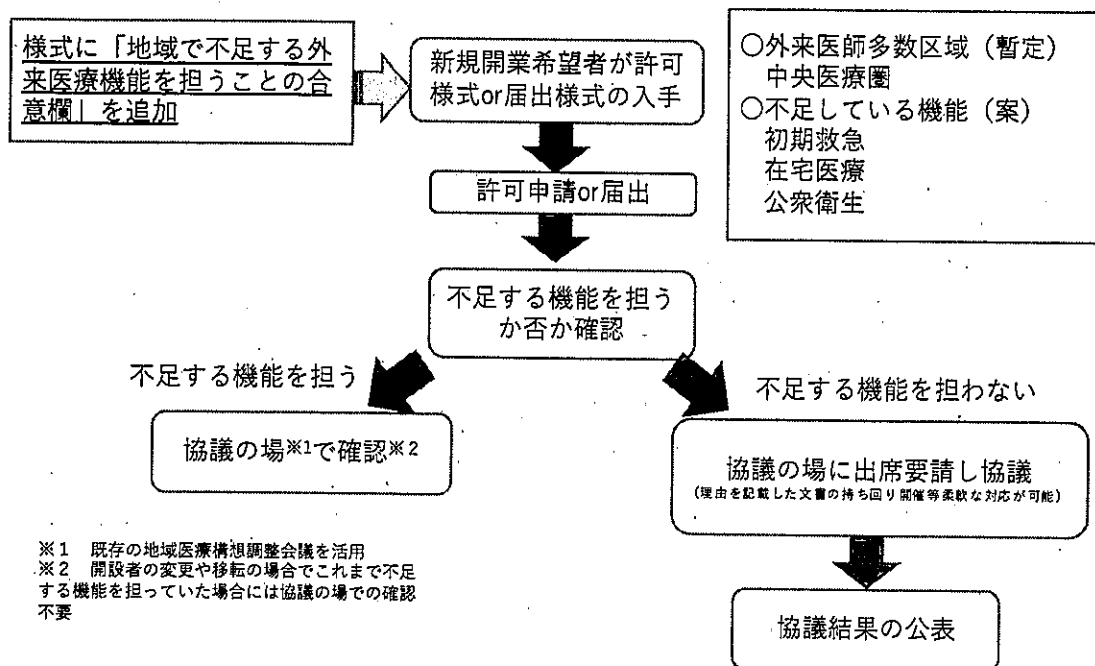 様式に「地域で不足する外
来医療機能を担うことの合
意欄」を追加
新規開業希望者が許可
様式or届出様式の入手
○外来医師多数区域（暫定）
中央医療圏
○不足している機能（案）
初期救急
在宅医療
公衆衛生
許可申請or届出
不足する機能を担う
か否か確認
不足する機能を担う
不足する機能を担わない
協議の場※1で確認※2
協議の場に出席要請し協議
（理由を記載した文書の持ち回り開催等柔軟な対応が可能）
※1　既存の地域医療構想調整会議を活用
※2　開設者の変更や移転の場合でこれまで不足
する機能を担っていた場合には協議の場での確認
不要
協議結果の公表